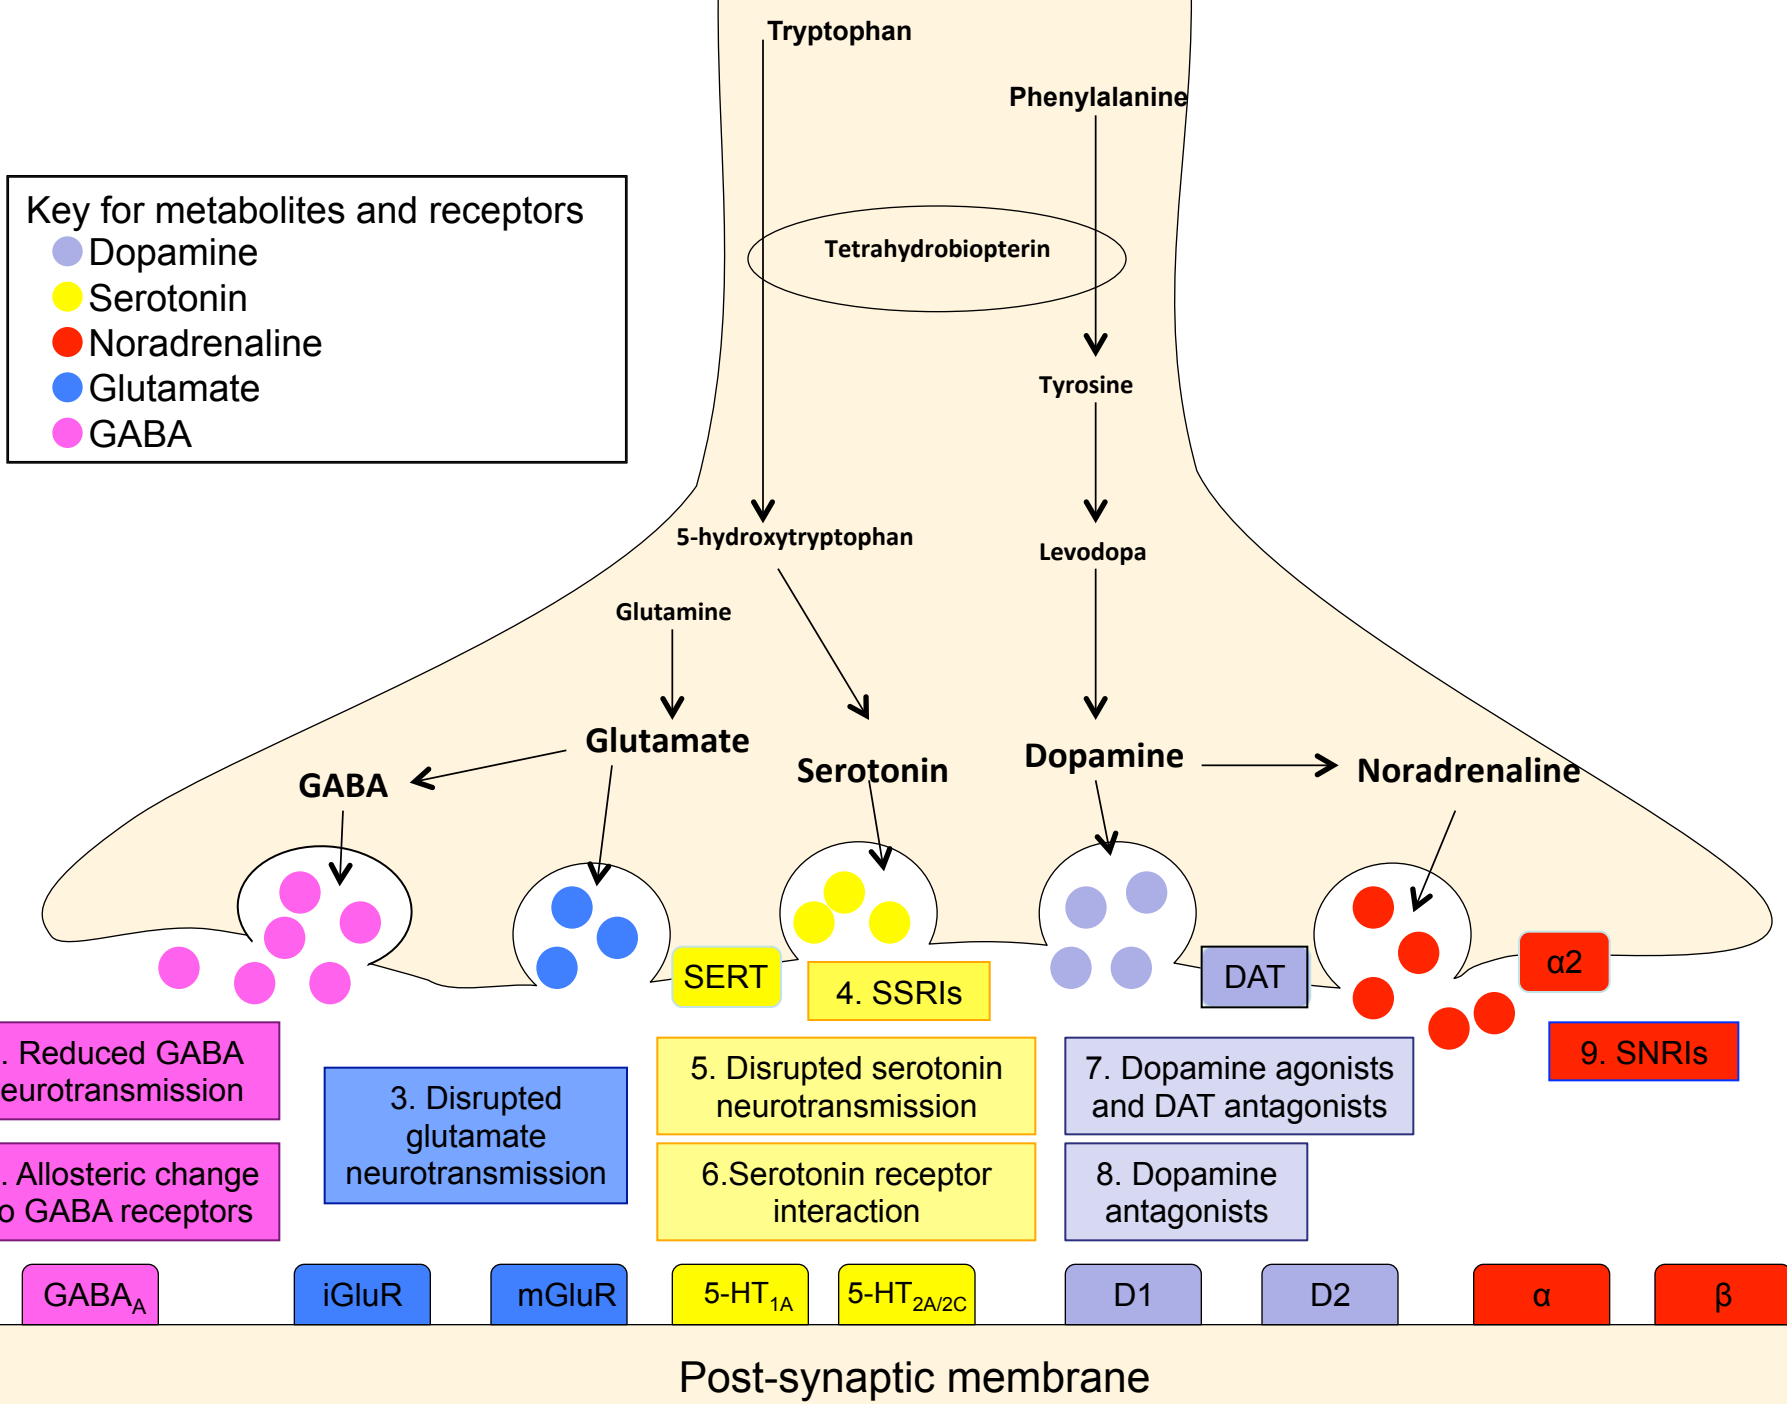 Tryptophan
Phenylalanine
Key for metabolites and receptors
Dopamine
Serotonin
Noradrenaline
Glutamate
GABA
Tetrahydrobiopterin
Tyrosine
5-hydroxytryptophan
Levodopa
Glutamine
Glutamate
Serotonin
Dopamine
Noradrenaline
GABA
SERT
4. SSRIs
DAT
α2
. Reduced GABA
eurotransmission
3. Disrupted
glutamate
neurotransmission
5. Disrupted serotonin
neurotransmission
7. Dopamine agonists
and DAT antagonists
9. SNRIs
. Allosteric change
o GABA receptors
6.Serotonin receptor
interaction
8. Dopamine
antagonists
GABAA
iGluR
mGluR
5-HT1A
5-HT2A/2C
D1
D2
α
β
Post-synaptic membrane